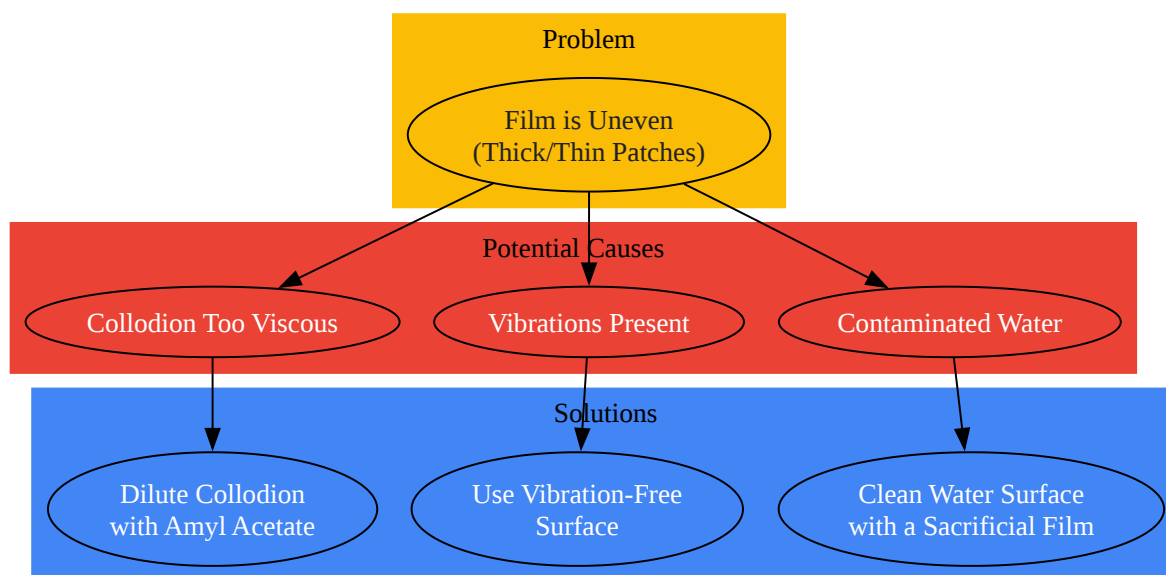 Problem
Film is Uneven
(Thick/Thin Patches)
Potential Causes
Collodion Too Viscous
Vibrations Present
Contaminated Water
Solutions
Dilute Collodion
with Amyl Acetate
Use Vibration-Free
Surface
Clean Water Surface
with a Sacrificial Film